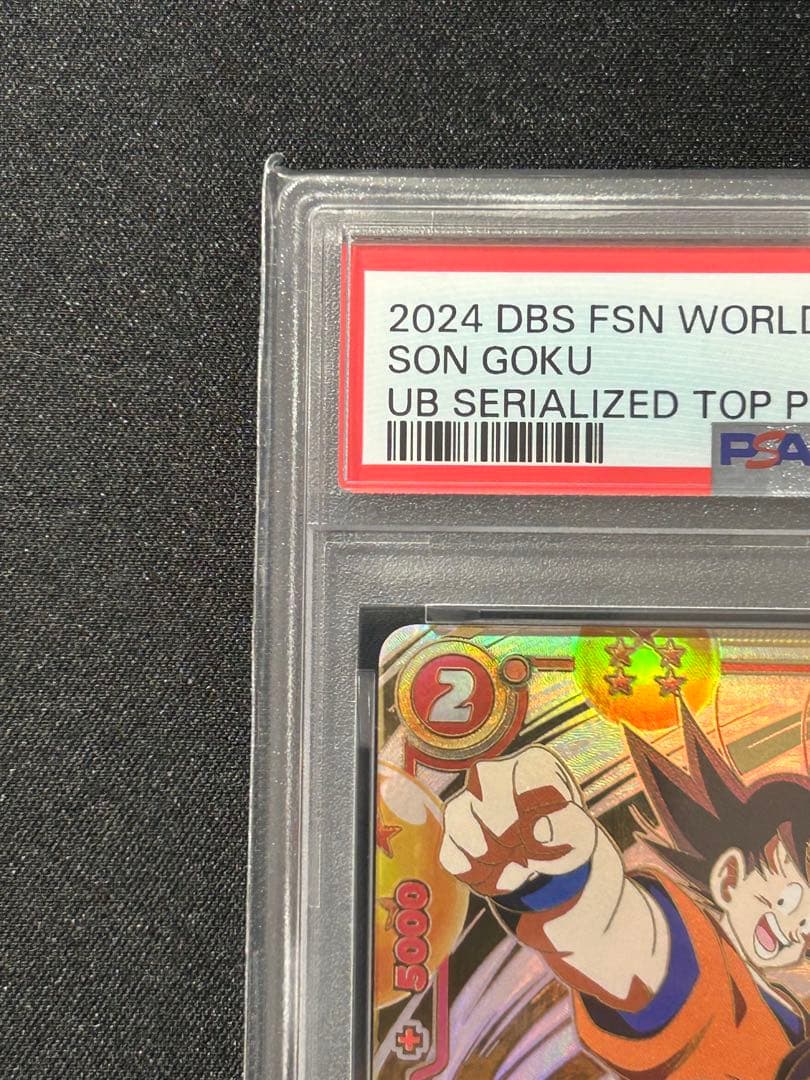 2024 DBS FSN WORLD
SON GOKU
UB SERIALIZED TOP P
PSA
2
5000
+